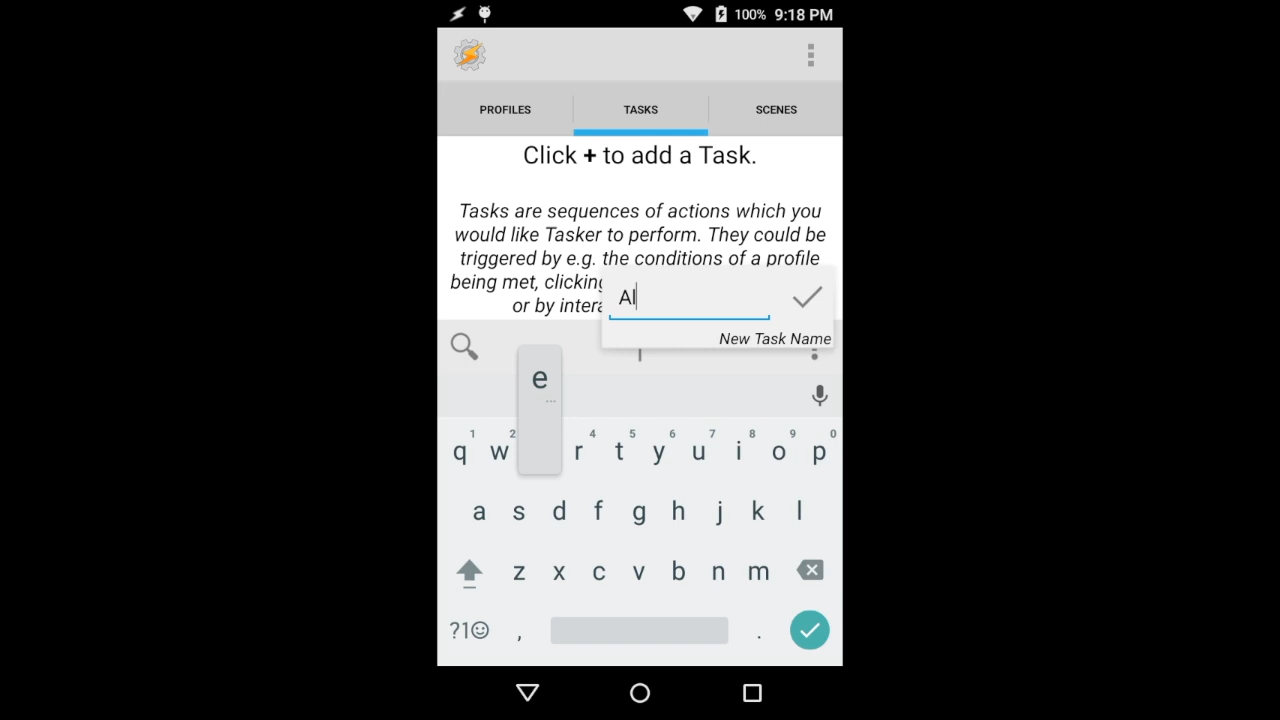 100% 9:18 PM
PROFILES TASKS SCENES
Click + to add a Task.
Tasks are sequences of actions which you
would like Tasker to perform. They could be
triggered by e.g. the conditions of a profile
being met, clicking
or by intera
Al
New Task Name
e
...
1 2 4 5 6 7 8 9 0
q w r t y u i o p
a s d f g h j k l
z x c v b n m
?1☺ , .